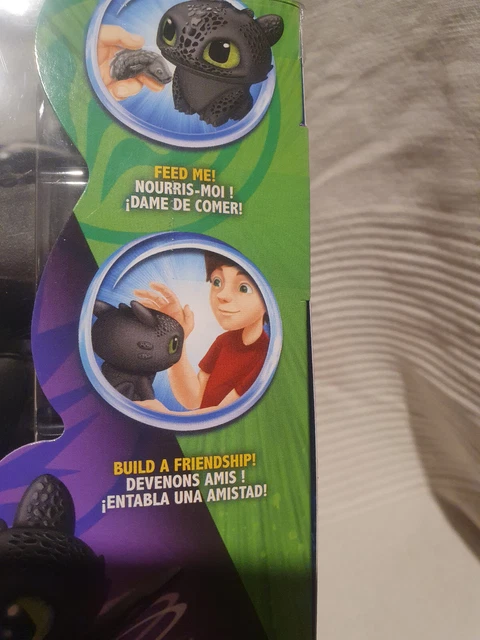 FEED ME!
NOURRIS-MOI !
¡DAME DE COMER!
BUILD A FRIENDSHIP!
DEVENONS AMIS !
¡ENTABLA UNA AMISTAD!